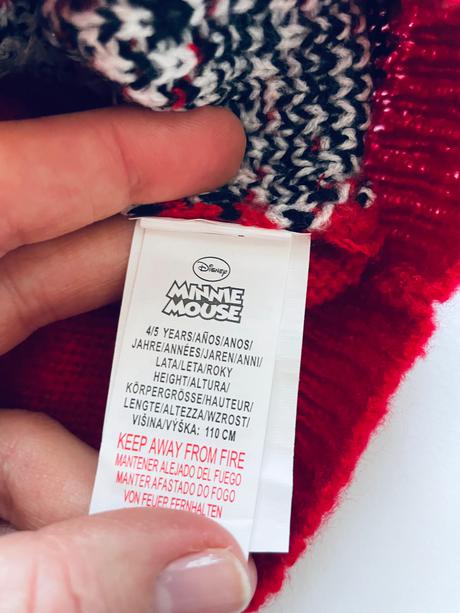 Disney
MINNIE
MOUSE
4/5 YEARS/AÑOS/ANOS/
JAHRE/ANNÉES/JAREN/ANNI/
LATA/LETA/ROKY
HEIGHT/ALTURA/
KÖRPERGRÖSSE/HAUTEUR/
LENGTE/ALTEZZA/WZROST/
VIŠINA/VÝŠKA: 110 CM
KEEP AWAY FROM FIRE
MANTENER ALEJADO DEL FUEGO
MANTER AFASTADO DO FOGO
VON FEUER FERNHALTEN